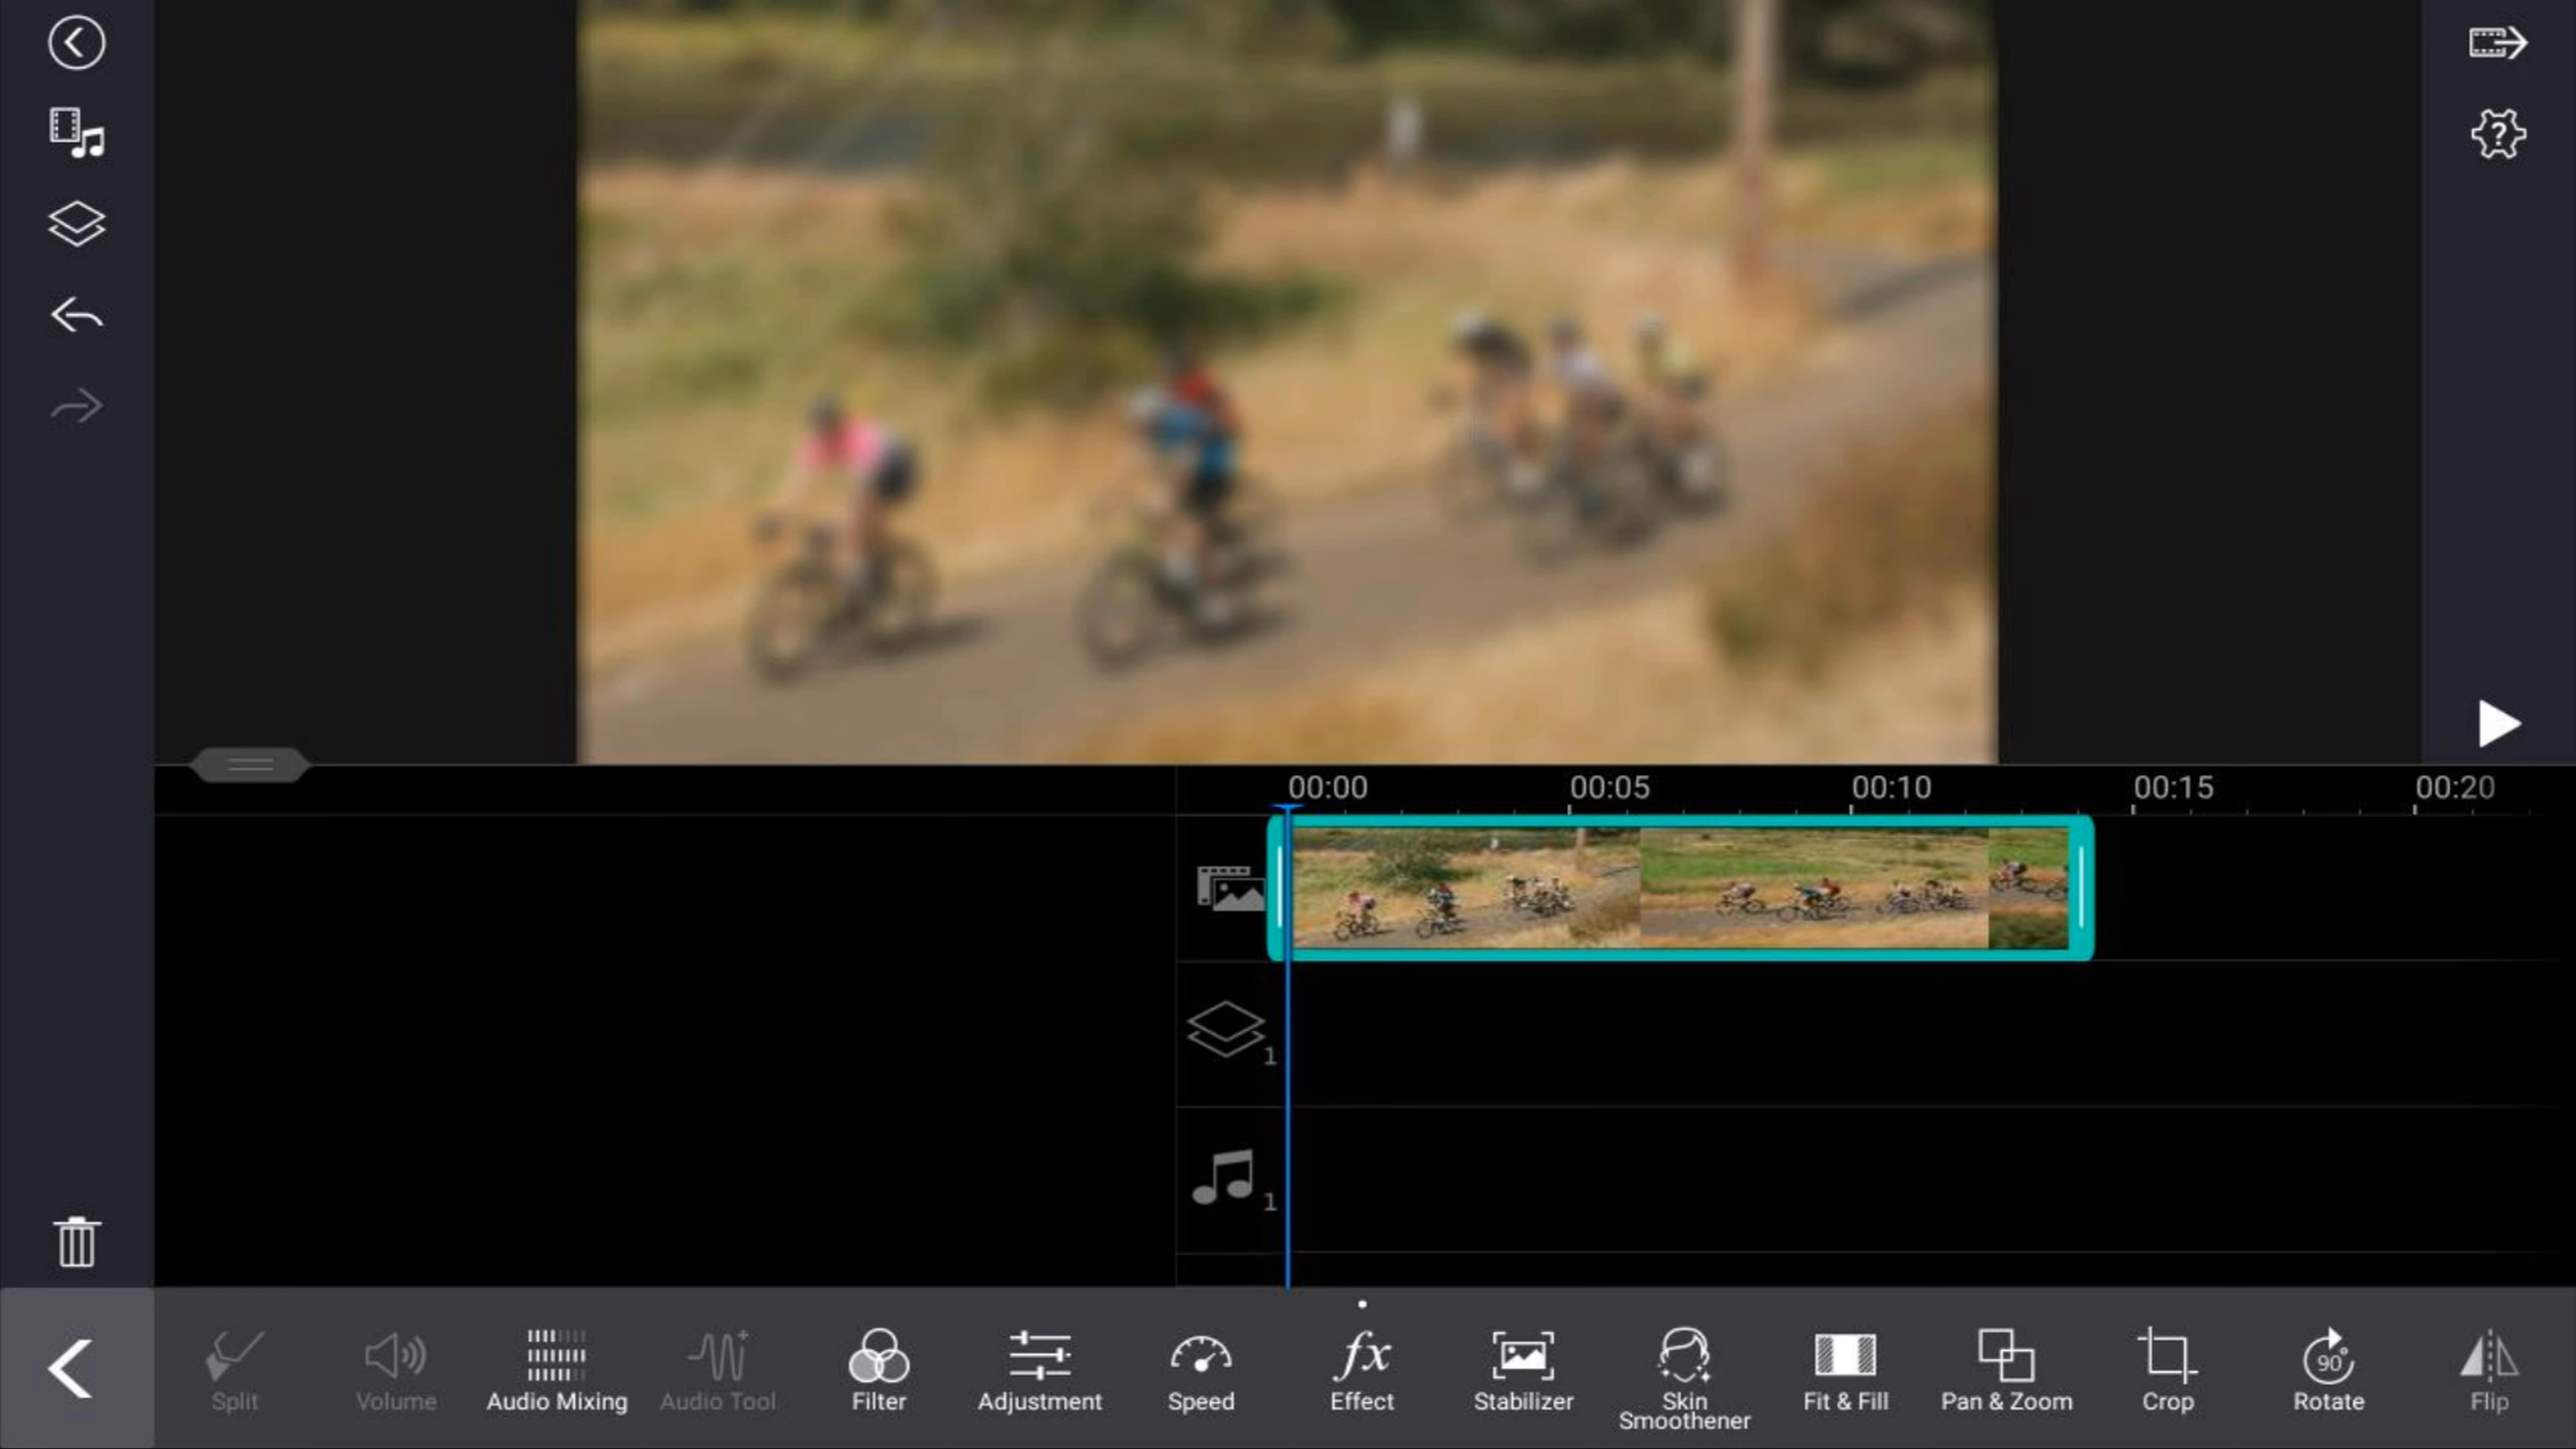 ?
00:00 00:05 00:10 00:15 00:20
1
1
Split Volume Audio Mixing Audio Tool Filter Adjustment Speed fx Effect Stabilizer Skin Smoothener Fit & Fill Pan & Zoom Crop 90° Rotate Flip